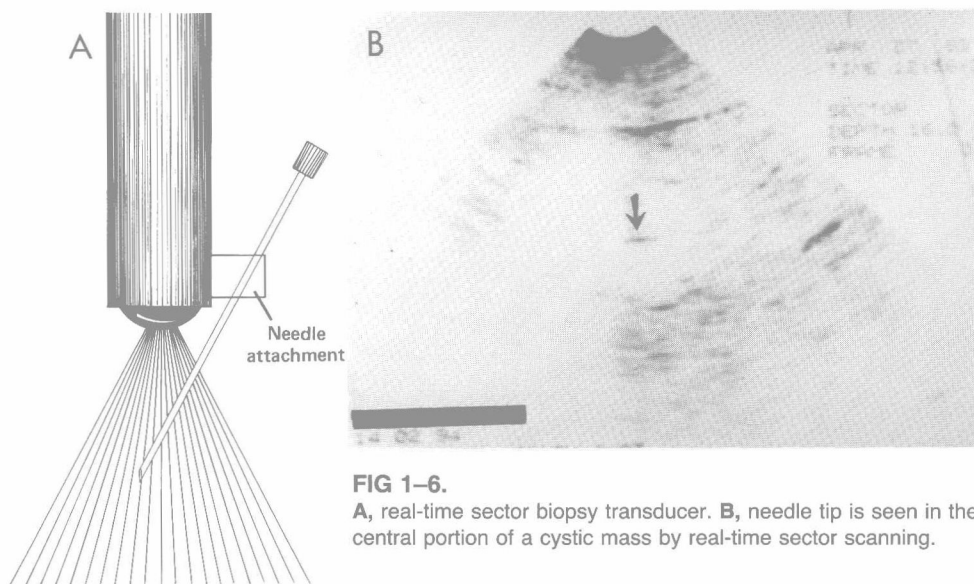 A
B
Needle
attachment
SECTOR
FIG 1–6.
A, real-time sector biopsy transducer. B, needle tip is seen in the
central portion of a cystic mass by real-time sector scanning.